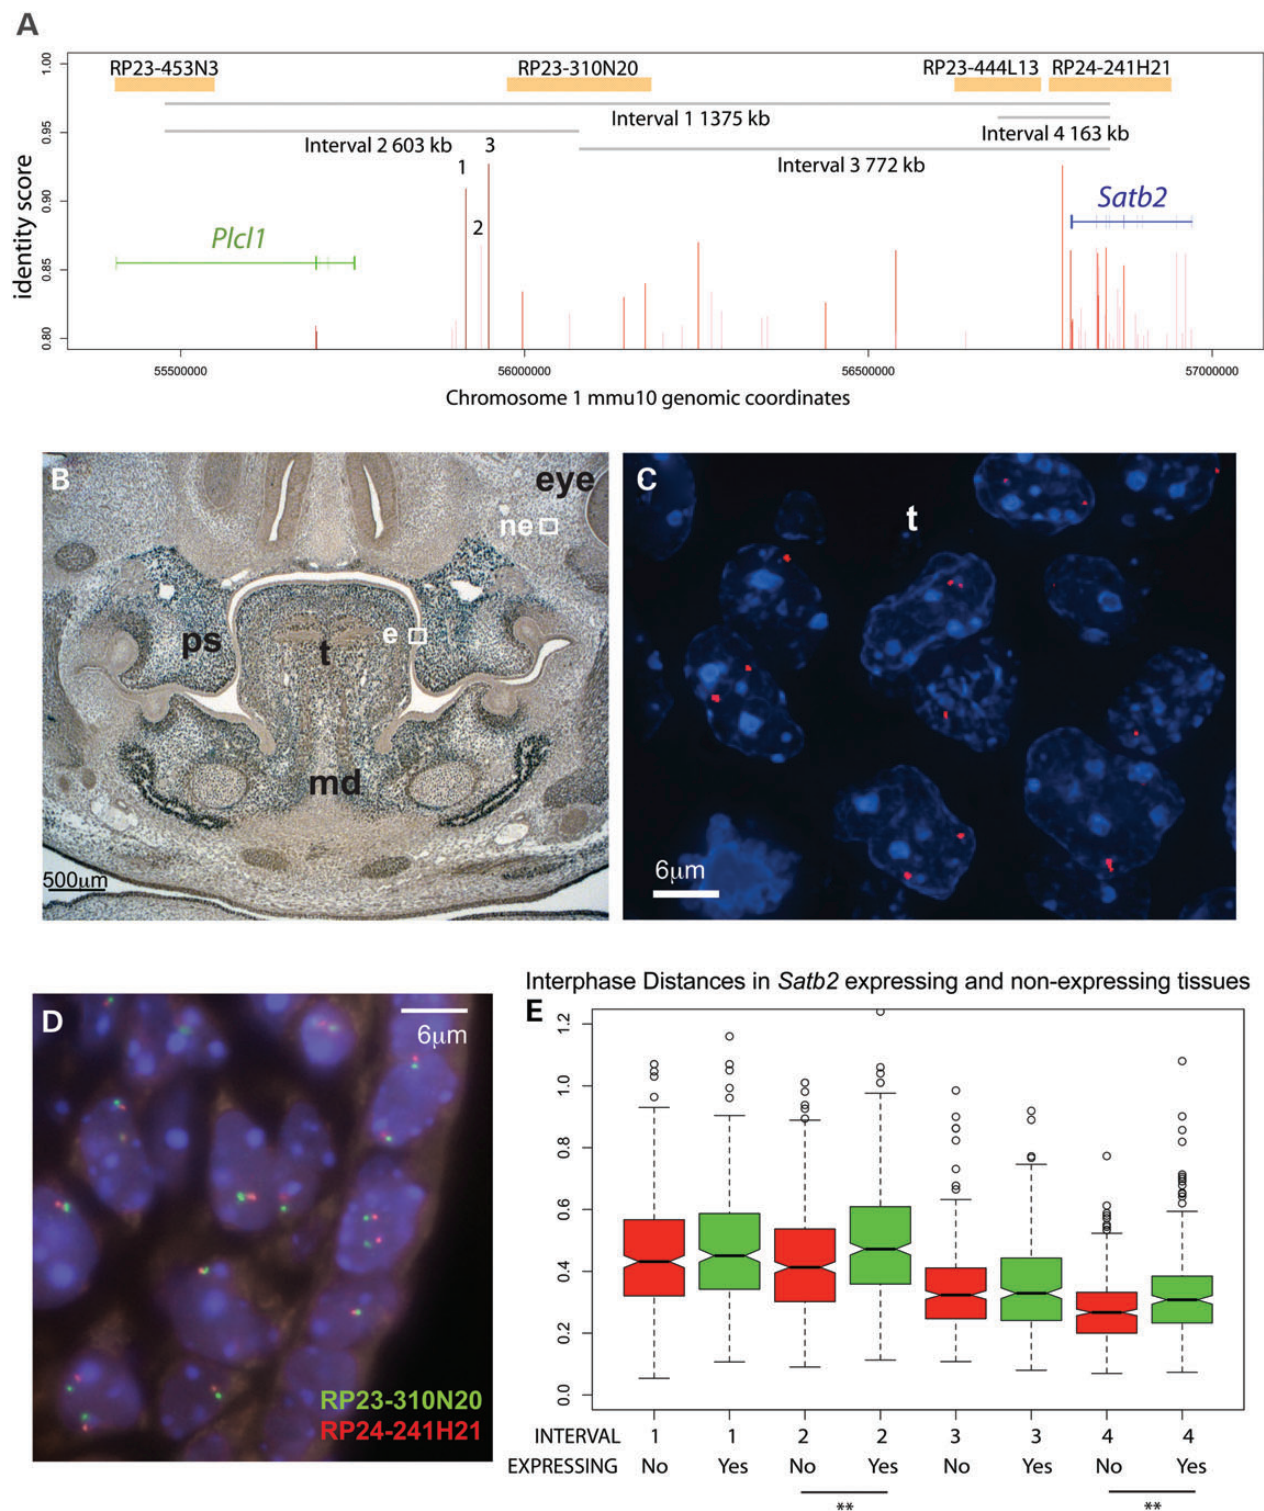 A
RP23-453N3 RP23-310N20 RP23-444L13 RP24-241H21
Interval 1 1375 kb
Interval 4 163 kb
Interval 2 603 kb
Interval 3 772 kb
1 2 3
Plcl1
Satb2
identity score
1.00
0.95
0.90
0.85
0.80
55500000 56000000 56500000 57000000
Chromosome 1 mmu10 genomic coordinates
B
eye
ne
ps
t
e
md
500μm
C
t
6μm
D
6μm
RP23-310N20
RP24-241H21
Interphase Distances in Satb2 expressing and non-expressing tissues
E
1.2
1.0
0.8
0.6
0.4
0.2
0.0
INTERVAL 1 1 2 2 3 3 4 4
EXPRESSING No Yes No Yes No Yes No Yes
** **